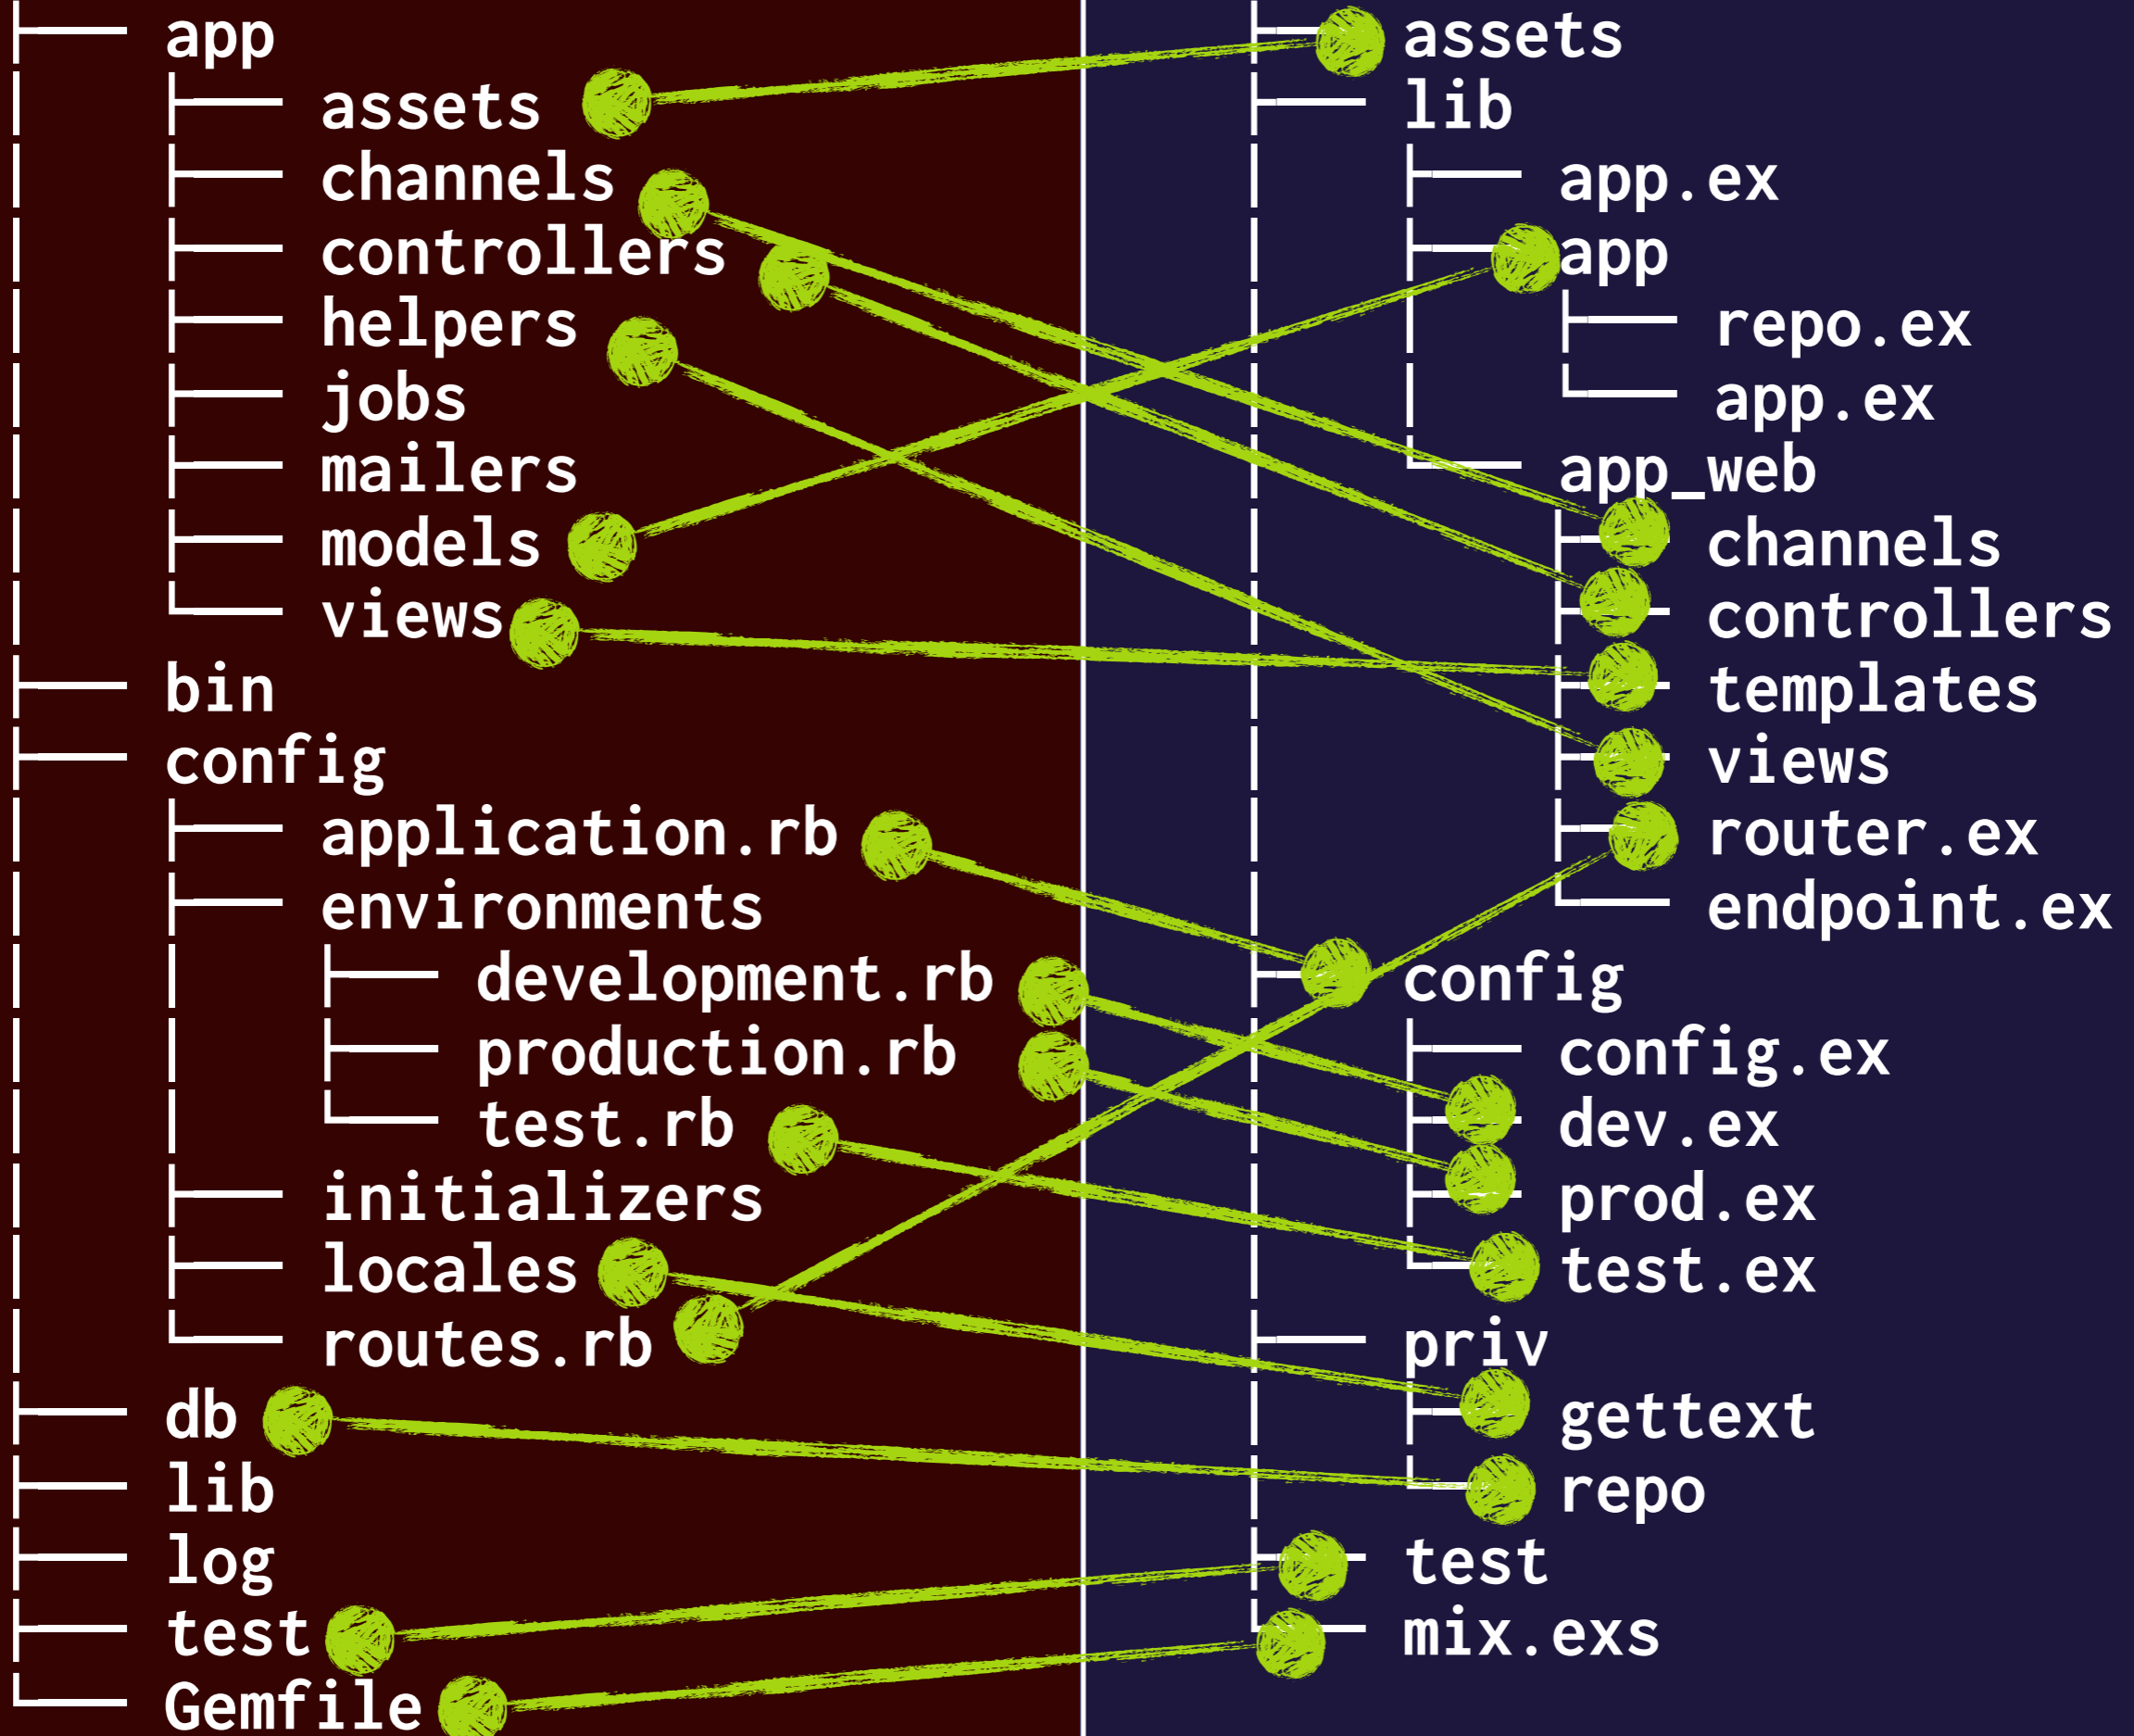 app
assets
channels
controllers
helpers
jobs
mailers
models
views
bin
config
application.rb
environments
development.rb
production.rb
test.rb
initializers
locales
routes.rb
db
lib
log
test
Gemfile
assets
lib
app.ex
app
repo.ex
app.ex
app_web
channels
controllers
templates
views
router.ex
endpoint.ex
config
config.ex
dev.ex
prod.ex
test.ex
priv
gettext
repo
test
mix.exs